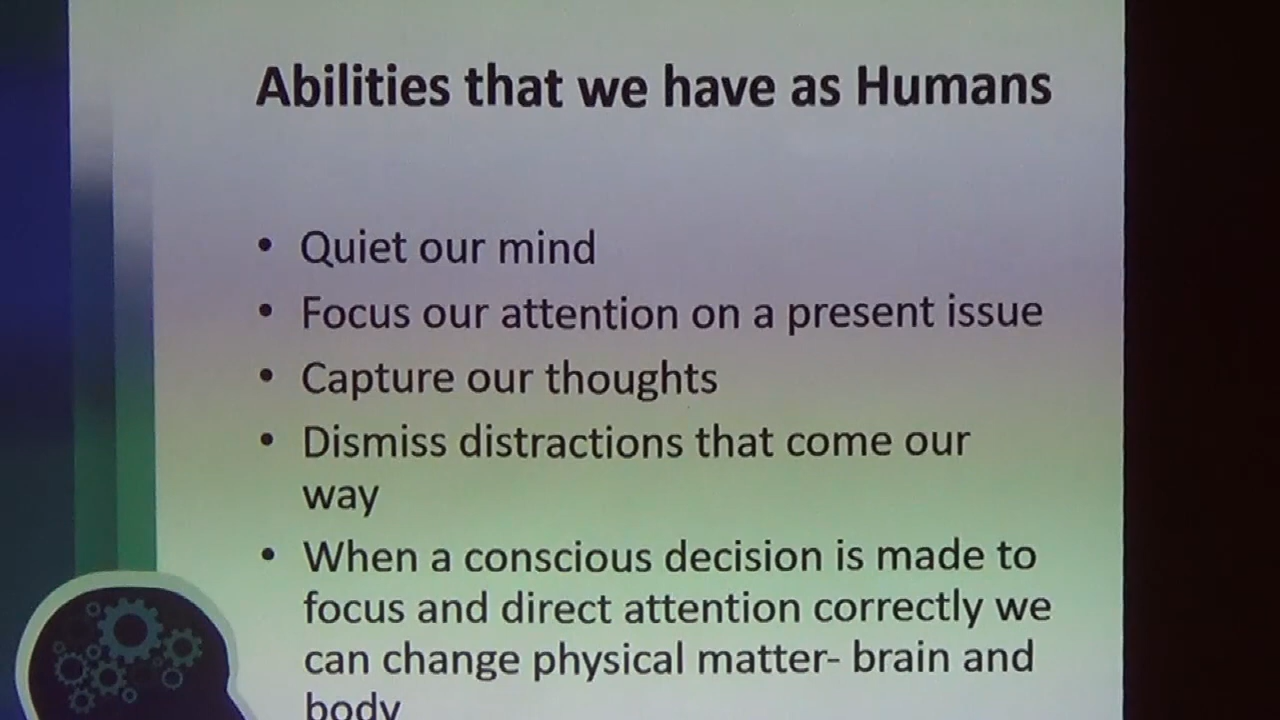 Abilities that we have as Humans
• Quiet our mind
• Focus our attention on a present issue
• Capture our thoughts
• Dismiss distractions that come our
way
• When a conscious decision is made to
focus and direct attention correctly we
can change physical matter- brain and
body